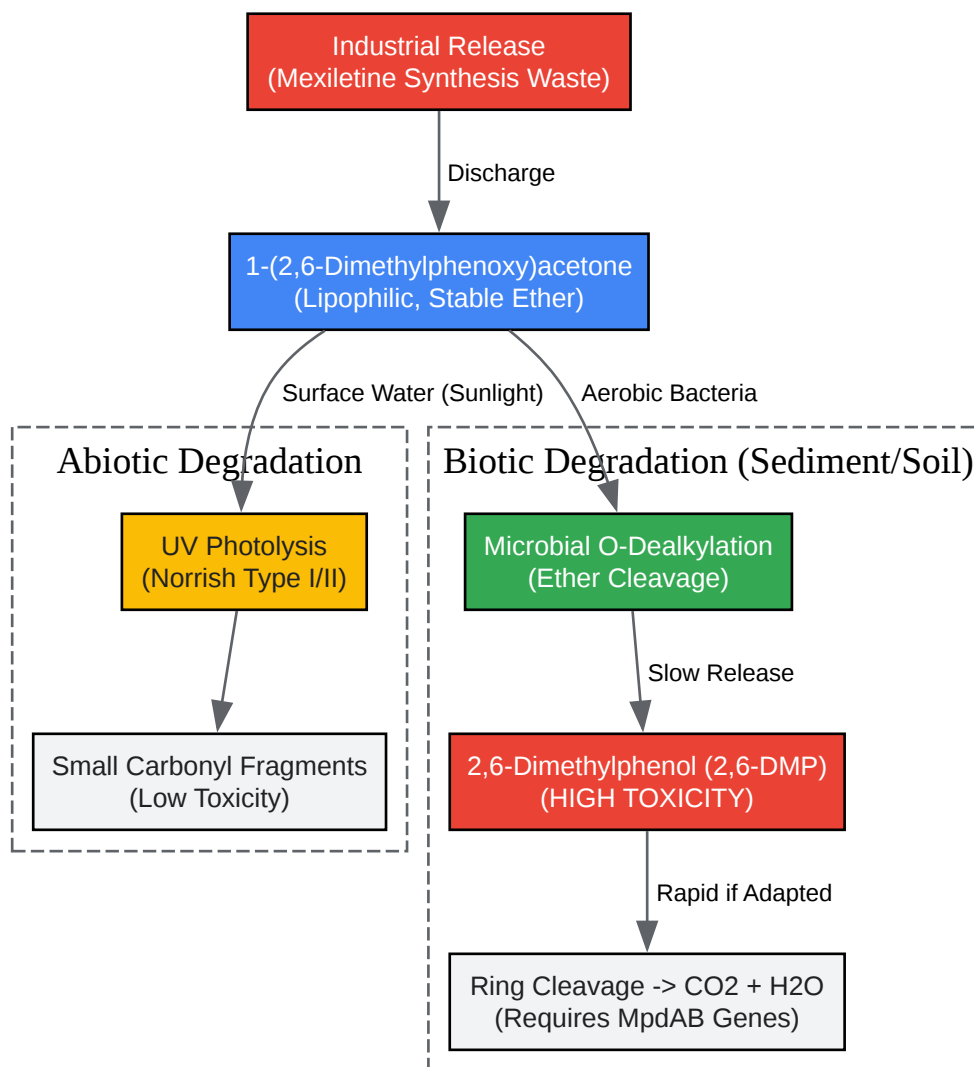 Industrial Release
(Mexiletine Synthesis Waste)
Discharge
1-(2,6-Dimethylphenoxy)acetone
(Lipophilic, Stable Ether)
Surface Water (Sunlight)
Aerobic Bacteria
Abiotic Degradation
Biotic Degradation (Sediment/Soil)
UV Photolysis
(Norrish Type I/II)
Microbial O-Dealkylation
(Ether Cleavage)
Slow Release
Small Carbonyl Fragments
(Low Toxicity)
2,6-Dimethylphenol (2,6-DMP)
(HIGH TOXICITY)
Rapid if Adapted
Ring Cleavage -> CO2 + H2O
(Requires MpdAB Genes)